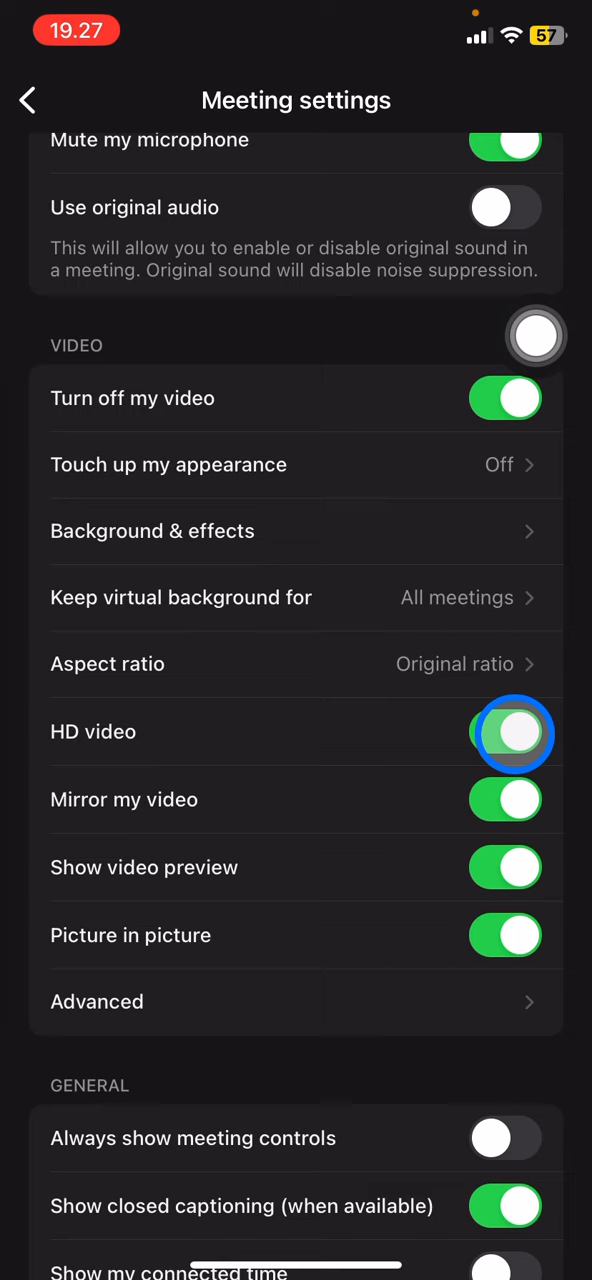 19.27
57
Meeting settings
Mute my microphone
Use original audio
This will allow you to enable or disable original sound in
a meeting. Original sound will disable noise suppression.
VIDEO
Turn off my video
Touch up my appearance Off
Background & effects
Keep virtual background for All meetings
Aspect ratio Original ratio
HD video
Mirror my video
Show video preview
Picture in picture
Advanced
GENERAL
Always show meeting controls
Show closed captioning (when available)
Show my connected time